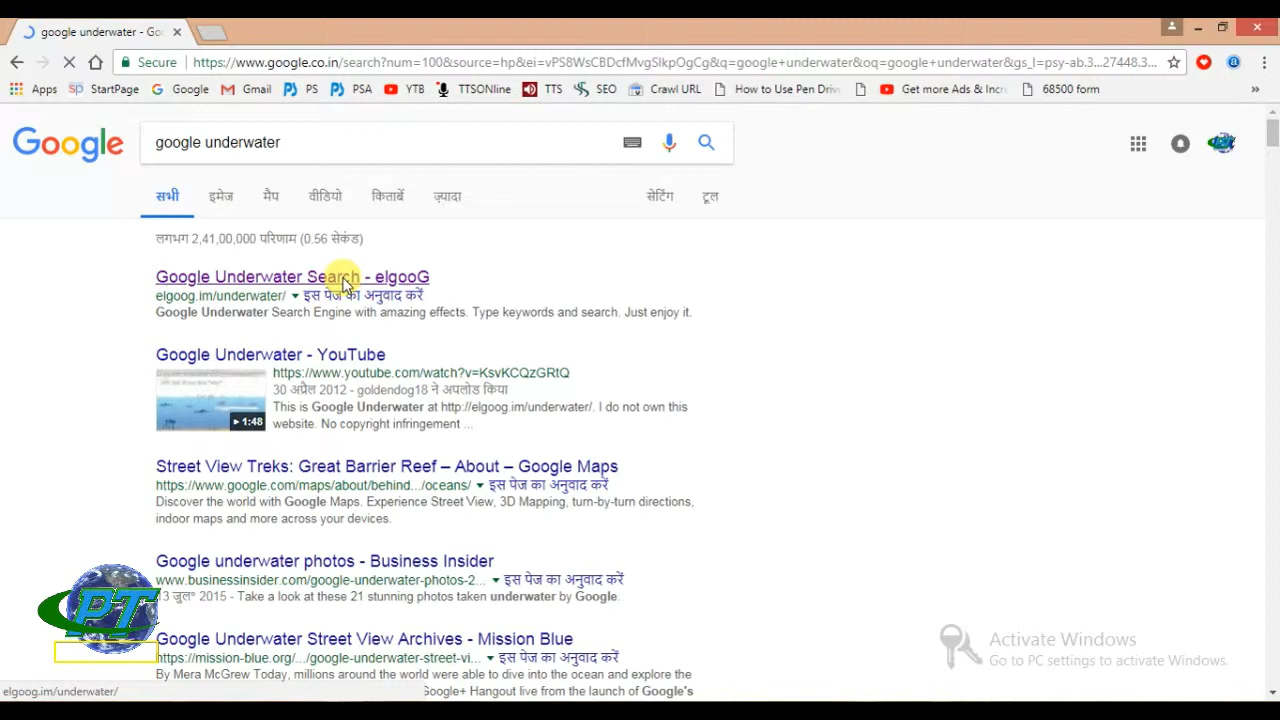 google underwater - Go
Secure https://www.google.co.in/search?num=100&source=hp&ei=vPS8WsCBDcfMvgSIkpOgCg&q=google+underwater&oq=google+underwater&gs_l=psy-ab.3...27448.3...
Apps StartPage Google Gmail PS PSA YTB TTSOnline TTS SEO Crawl URL How to Use Pen Driv Get more Ads & Incr 68500 form »
Google google underwater
सभी इमेज मैप वीडियो किताबें ज़्यादा सेटिंग टूल
लगभग 2,41,00,000 परिणाम (0.56 सेकंड)
Google Underwater Search - elgooG
elgoog.im/underwater/ ▼ इस पेज का अनुवाद करें
Google Underwater Search Engine with amazing effects. Type keywords and search. Just enjoy it.
Google Underwater - YouTube
https://www.youtube.com/watch?v=KsvKCQzGRtQ
30 अप्रैल 2012 - goldendog18 ने अपलोड किया
This is Google Underwater at http://elgoog.im/underwater/. I do not own this
website. No copyright infringement ...
1:48
Street View Treks: Great Barrier Reef – About – Google Maps
https://www.google.com/maps/about/behind.../oceans/ ▼ इस पेज का अनुवाद करें
Discover the world with Google Maps. Experience Street View, 3D Mapping, turn-by-turn directions,
indoor maps and more across your devices.
Google underwater photos - Business Insider
www.businessinsider.com/google-underwater-photos-2... ▼ इस पेज का अनुवाद करें
13 जुल॰ 2015 - Take a look at these 21 stunning photos taken underwater by Google.
PT
Google Underwater Street View Archives - Mission Blue
https://mission-blue.org/.../google-underwater-street-vi... ▼ इस पेज का अनुवाद करें
By Mera McGrew Today, millions around the world were able to dive into the ocean and explore the
Google+ Hangout live from the launch of Google's
Activate Windows
Go to PC settings to activate Windows.
elgoog.im/underwater/